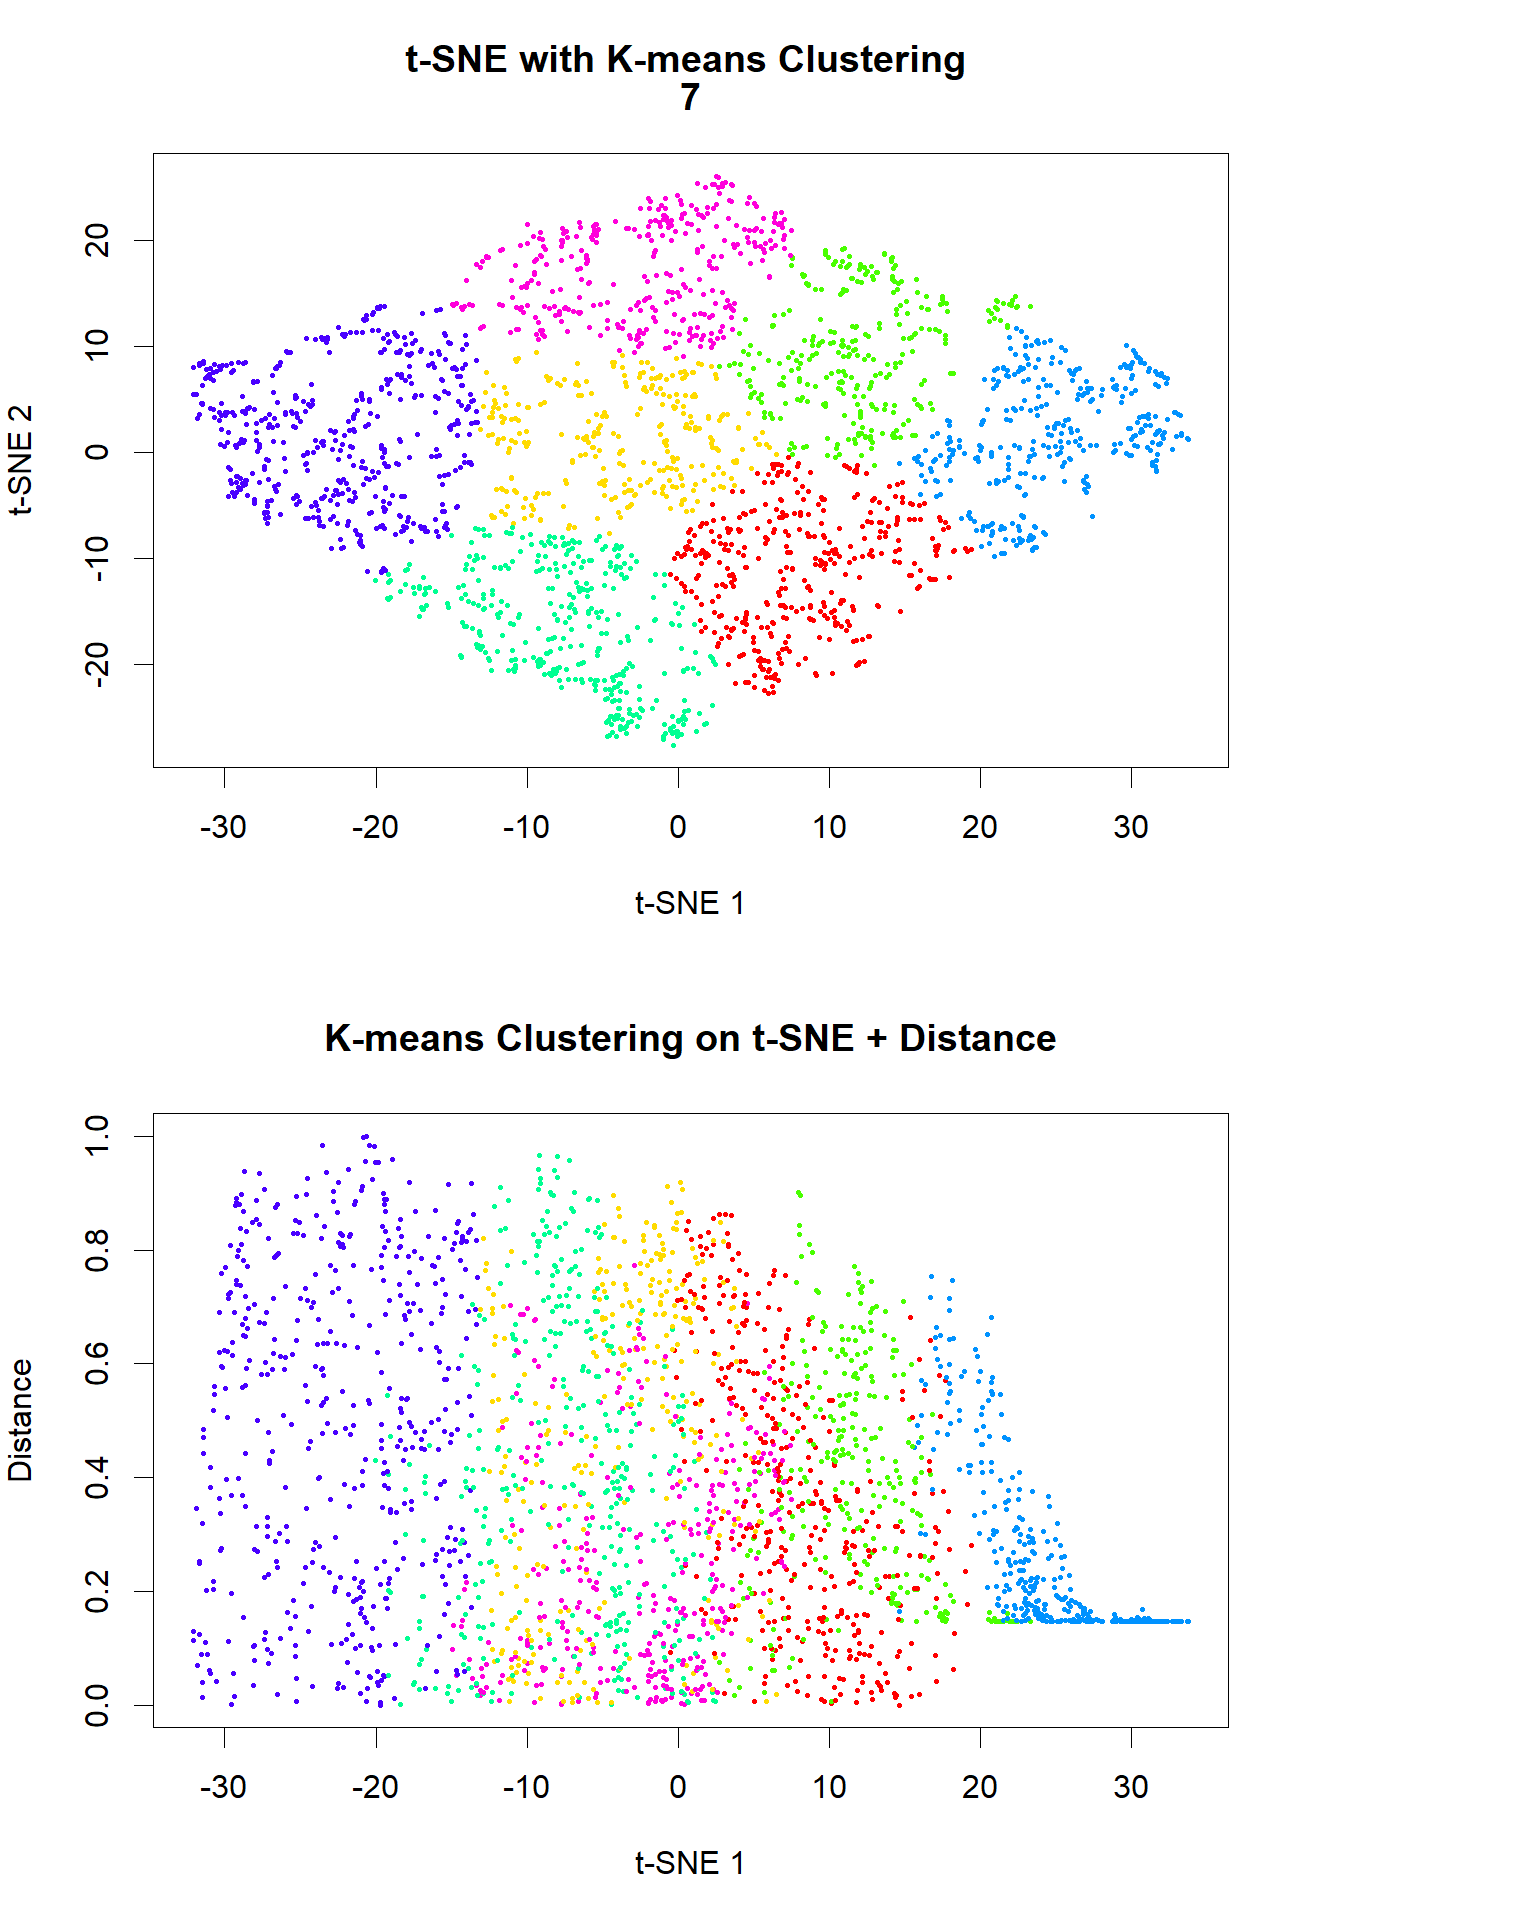 t-SNE with K-means Clustering
7
t-SNE 2
20
10
0
-10
-20
-30 -20 -10 0 10 20 30
t-SNE 1
K-means Clustering on t-SNE + Distance
Distance
1.0
0.8
0.6
0.4
0.2
0.0
-30 -20 -10 0 10 20 30
t-SNE 1